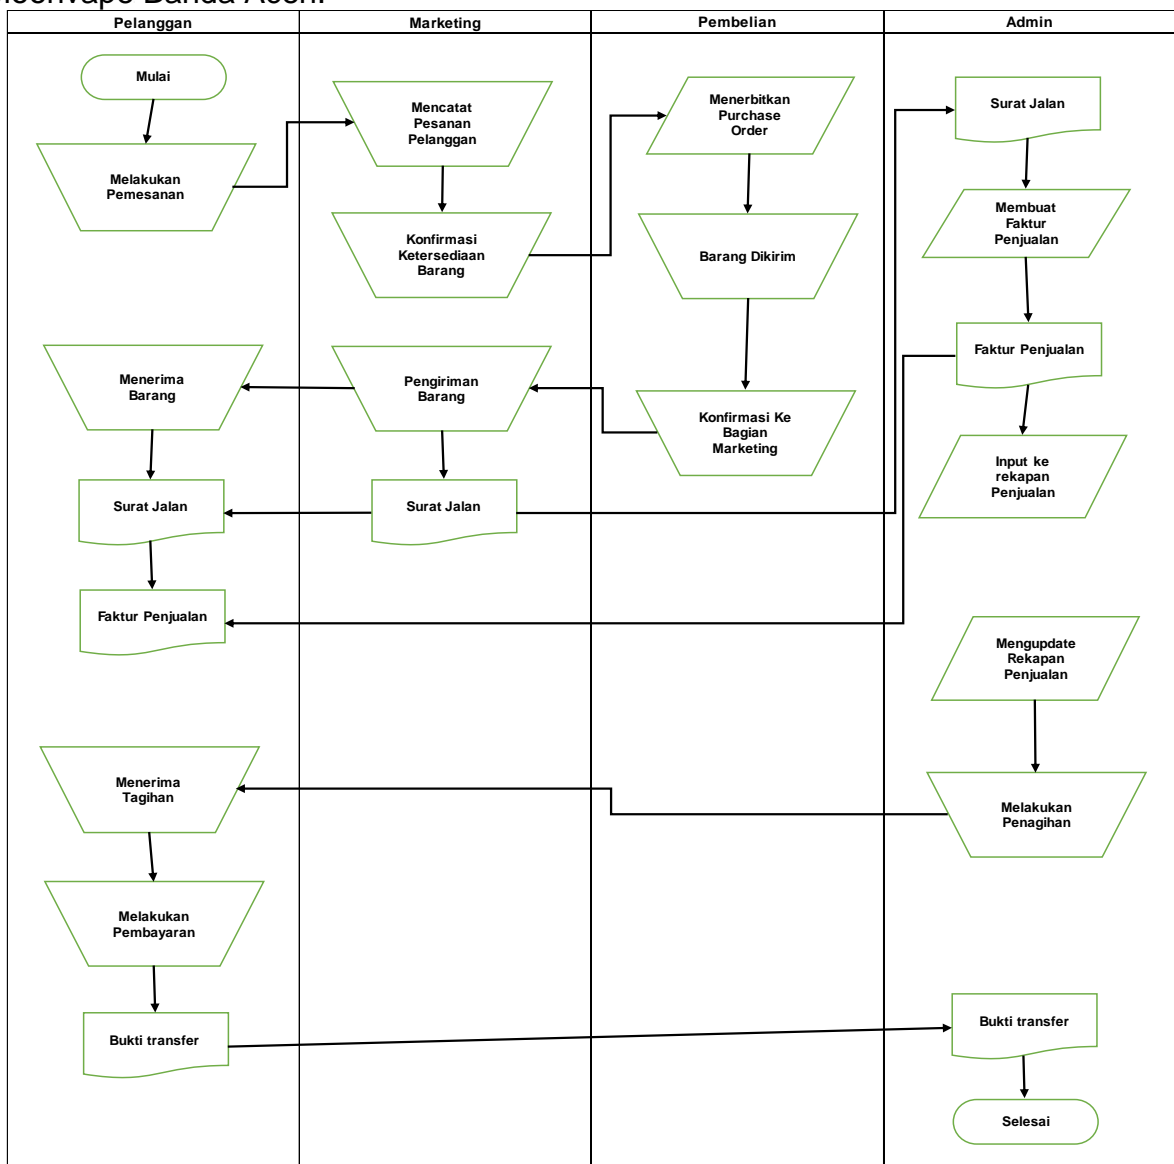 Banda Aceh.
Pelanggan
Marketing
Pembelian
Admin
Mulai
Melakukan
Pemesanan
Mencatat
Pesanan
Pelanggan
Konfirmasi
Ketersediaan
Barang
Menerbitkan
Purchase
Order
Barang Dikirim
Konfirmasi Ke
Bagian
Marketing
Pengiriman
Barang
Menerima
Barang
Surat Jalan
Surat Jalan
Surat Jalan
Membuat
Faktur
Penjualan
Faktur Penjualan
Input ke
rekapan
Penjualan
Faktur Penjualan
Mengupdate
Rekapan
Penjualan
Melakukan
Penagihan
Menerima
Tagihan
Melakukan
Pembayaran
Bukti transfer
Bukti transfer
Selesai